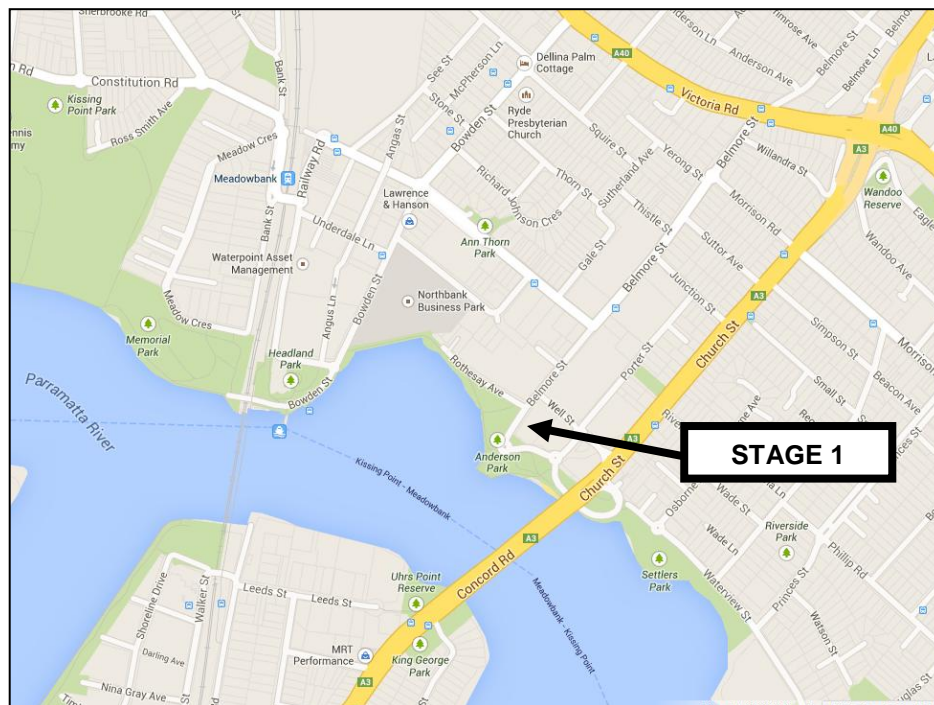 Sherbrooke Rd
Constitution Rd
Kissing
Point Park
Ross Smith Ave
Meadow Cres
Meadowbank
Bank St
Bank St
Railway Rd
Underdale Ln
Waterpoint Asset
Management
Meadow Cres
Memorial
Park
Headland
Park
Bowden St
Angus Ln
Bowden St
Angas St
Lawrence
& Hanson
Northbank
Business Park
See St
McPherson Ln
Stone St
Bowden St
Dellina Palm
Cottage
Ryde
Presbyterian
Church
Squire St
Richard Johnson Cres
Ann Thorn
Park
Thorn St
Sutherland Ave
Gale St
Thistle St
Yerong St
Belmore St
Belmore St
Belmore St
Junction St
Suttor Ave
Morrison Rd
Willandra St
Victoria Rd
A40
A40
A3
Anderson Ln
Anderson Ave
Primrose Ave
Belmore St
Belmore Ln
Wandoo
Reserve
Wandoo Ave
Eagle
Morrison
A3
Church St
Simpson St
Beacon Ave
Small St
Porter St
Rothesay Ave
Well St
Anderson
Park
A3
Church St
STAGE 1
Osborne
Wade St
Wade Ln
Riverside
Park
Phillip Rd
Princes St
Watson St
Waterview St
Settlers
Park
Parramatta River
Kissing Point - Meadowbank
Meadowbank - Kissing Point
A3
Concord Rd
Uhrs Point
Reserve
King George
Park
MRT
Performance
A3
Leeds St
Leeds St
Walker St
Shoreline Drive
Darling Ave
Nina Gray Ave